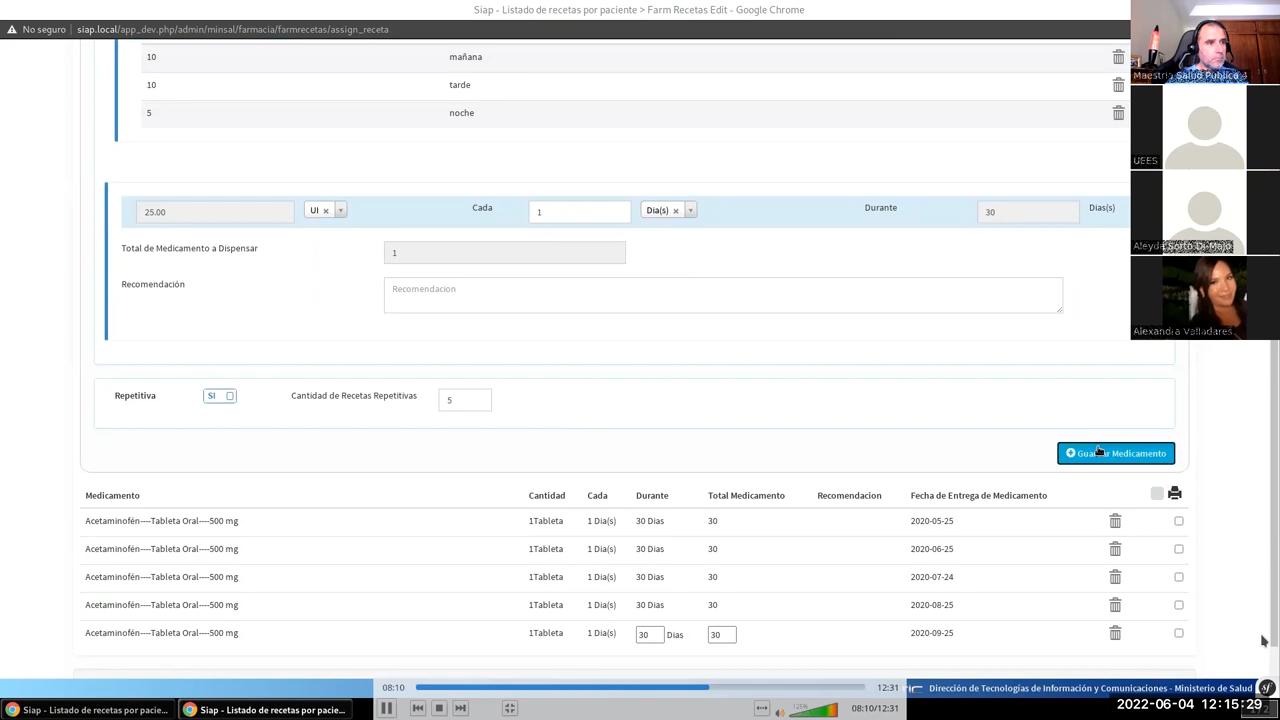 Siap - Listado de recetas por paciente > Farm Recetas Edit - Google Chrome
No seguro siap.local/app_dev.php/admin/minsal/farmacia/farmrecetas/assign_receta
10 mañana
10 tarde
5 noche
25.00 UI × Cada 1 Dia(s) × Durante 30 Dias(s)
Total de Medicamento a Dispensar 1
Recomendación Recomendacion
Repetitiva SI Cantidad de Recetas Repetitivas 5
Guardar Medicamento
Medicamento Cantidad Cada Durante Total Medicamento Recomendacion Fecha de Entrega de Medicamento
Acetaminofén----Tableta Oral----500 mg 1Tableta 1 Dia(s) 30 Dias 30 2020-05-25
Acetaminofén----Tableta Oral----500 mg 1Tableta 1 Dia(s) 30 Dias 30 2020-06-25
Acetaminofén----Tableta Oral----500 mg 1Tableta 1 Dia(s) 30 Dias 30 2020-07-24
Acetaminofén----Tableta Oral----500 mg 1Tableta 1 Dia(s) 30 Dias 30 2020-08-25
Acetaminofén----Tableta Oral----500 mg 1Tableta 1 Dia(s) 30 Dias 30 2020-09-25
Maestria Salud Publica 4
UEES
Aleyda Sorto Di Majo
Alexandra Valladares
08:10 12:31
Dirección de Tecnologías de Información y Comunicaciones - Ministerio de Salud
Siap - Listado de recetas por pacie...
Siap - Listado de recetas por pacie...
125%
08:10/12:31
2022-06-04 12:15:29